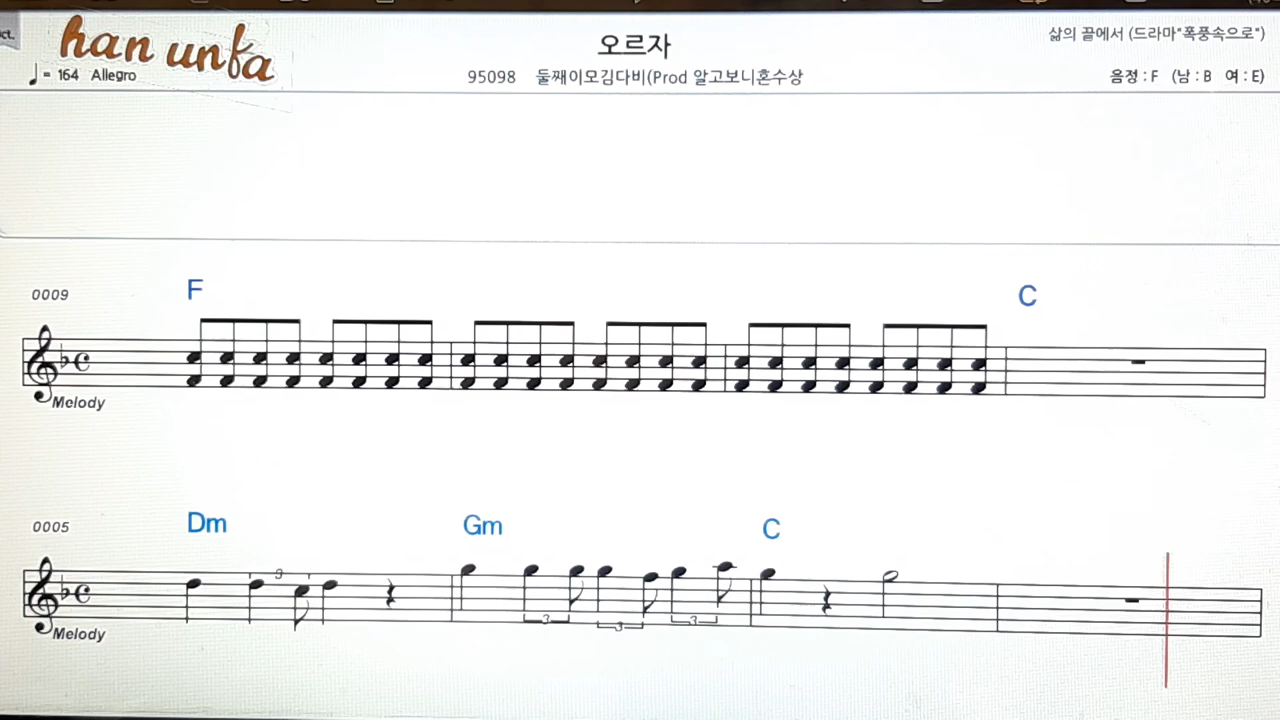 ct.
han unfa
오르자
삶의 끝에서 (드라마"폭풍속으로")
♩= 164 Allegro
95098 둘째이모김다비(Prod 알고보니혼수상
음정 : F (남 : B 여 : E)
0009
F
C
Melody
0005
Dm
Gm
C
3
3
3
3
Melody